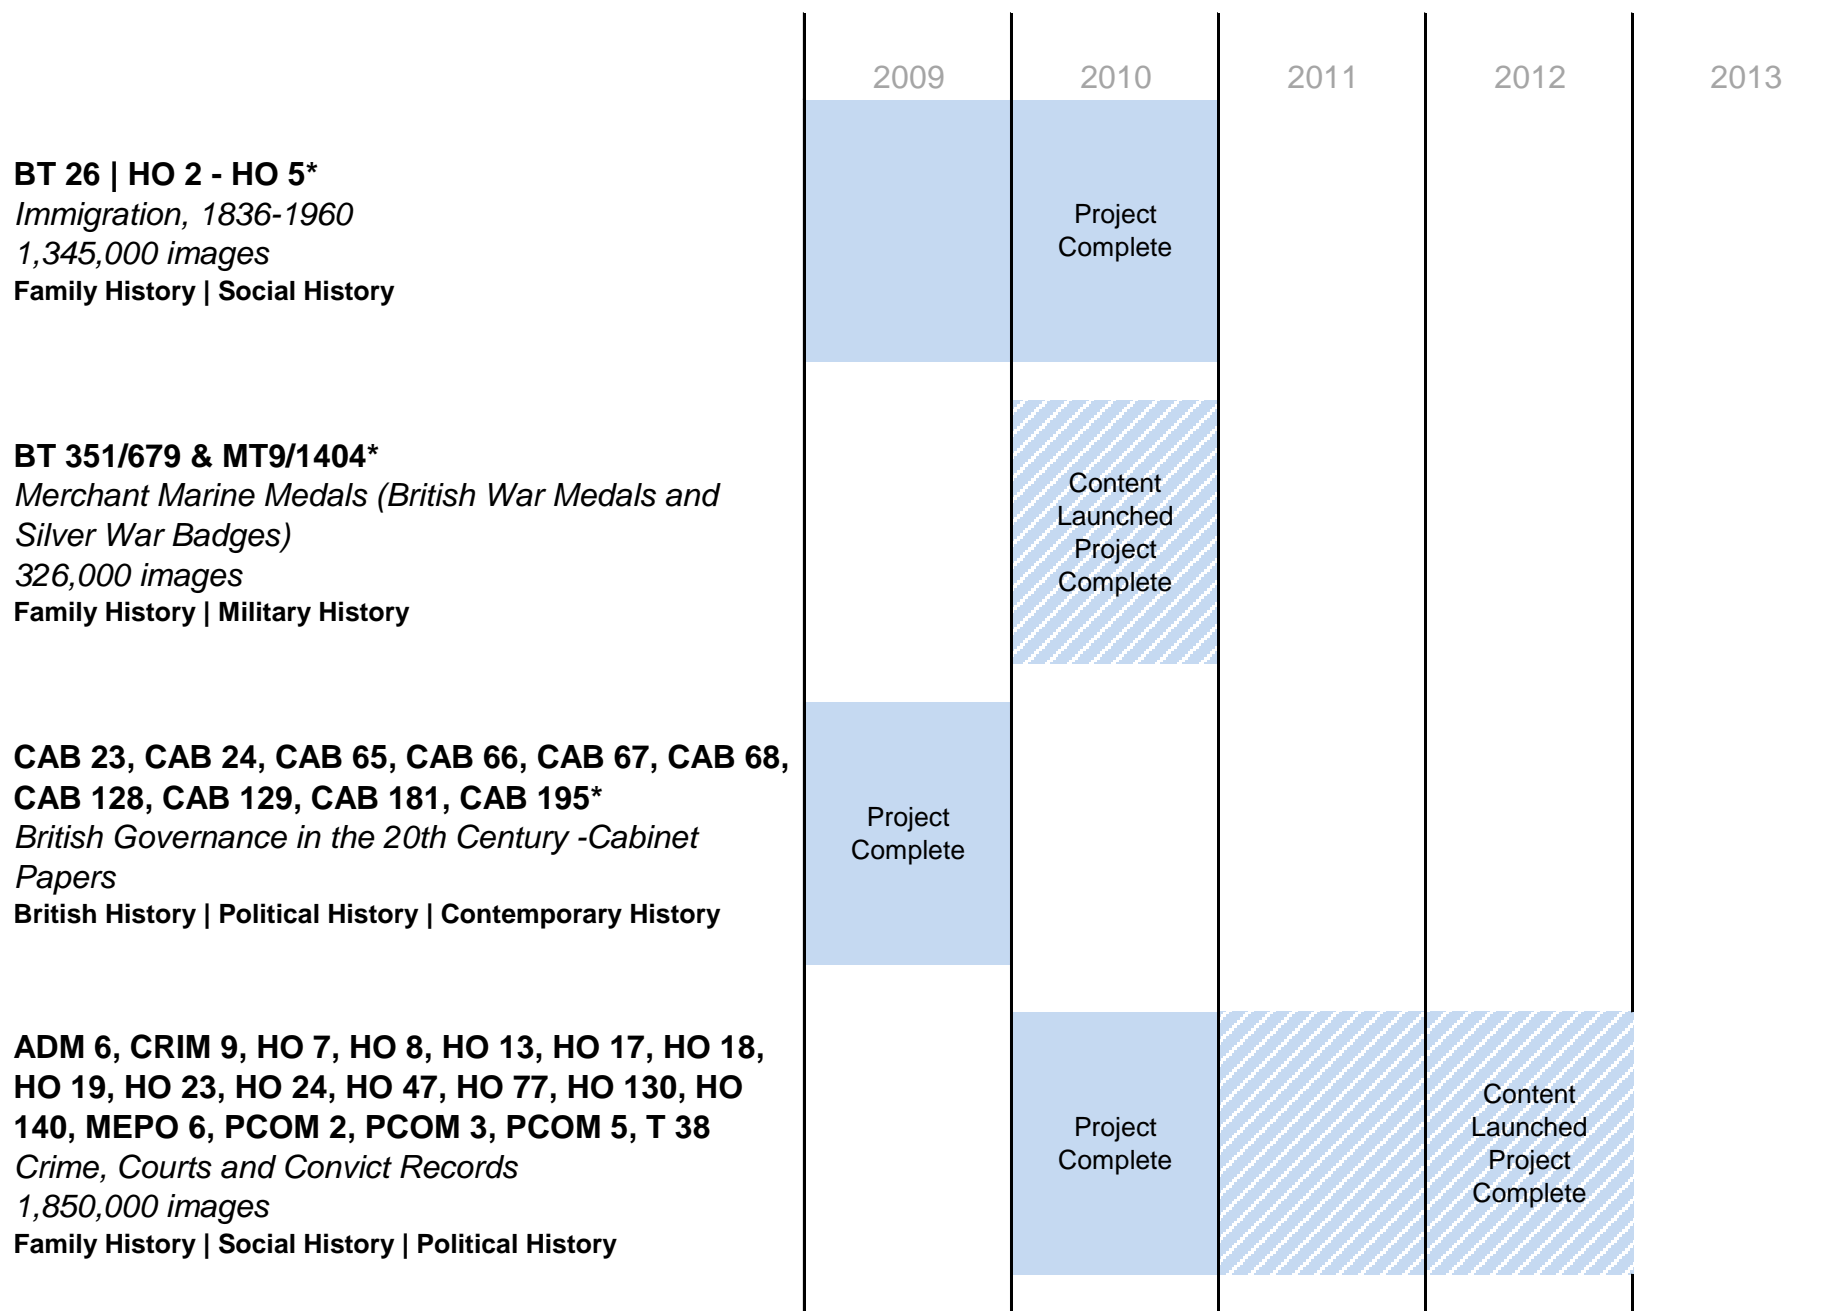 2009 2010 2011 2012 2013
BT 26 | HO 2 - HO 5*
Immigration, 1836-1960
1,345,000 images
Family History | Social History
Project
Complete
BT 351/679 & MT9/1404*
Merchant Marine Medals (British War Medals and
Silver War Badges)
326,000 images
Family History | Military History
Content
Launched
Project
Complete
CAB 23, CAB 24, CAB 65, CAB 66, CAB 67, CAB 68,
CAB 128, CAB 129, CAB 181, CAB 195*
British Governance in the 20th Century -Cabinet
Papers
British History | Political History | Contemporary History
Project
Complete
ADM 6, CRIM 9, HO 7, HO 8, HO 13, HO 17, HO 18,
HO 19, HO 23, HO 24, HO 47, HO 77, HO 130, HO
140, MEPO 6, PCOM 2, PCOM 3, PCOM 5, T 38
Crime, Courts and Convict Records
1,850,000 images
Family History | Social History | Political History
Project
Complete
Content
Launched
Project
Complete